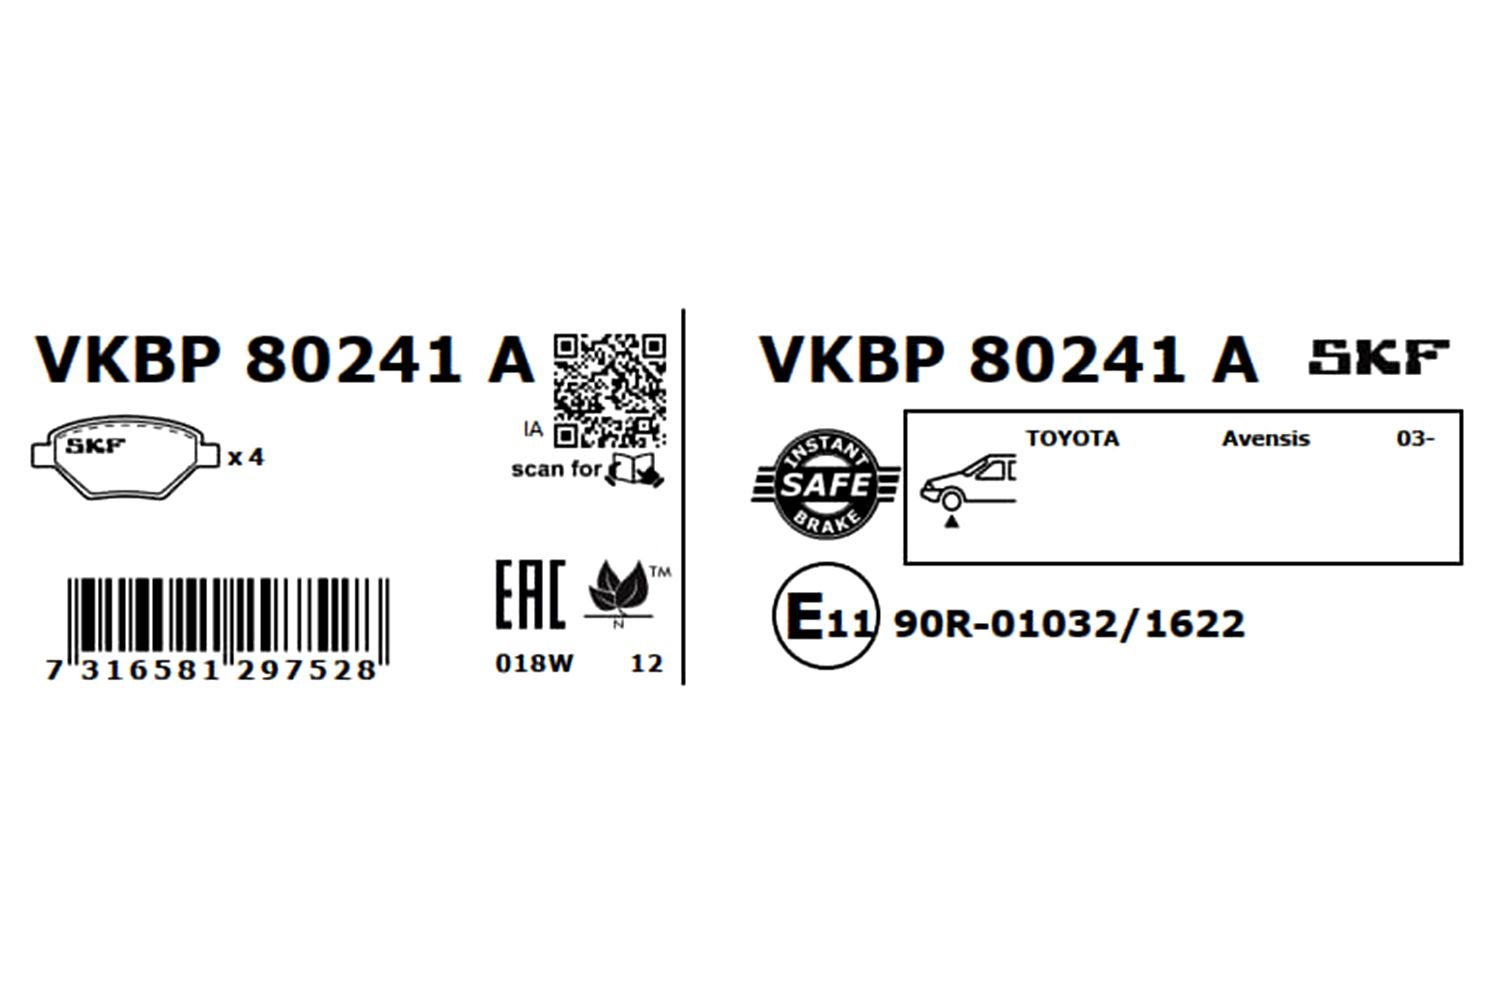 VKBP 80241 A
IA
scan for
SKF
x 4
EAC
TM
N
7 316581 297528
018W 12
VKBP 80241 A SKF
INSTANT
SAFE
BRAKE
TOYOTA Avensis 03-
E11 90R-01032/1622